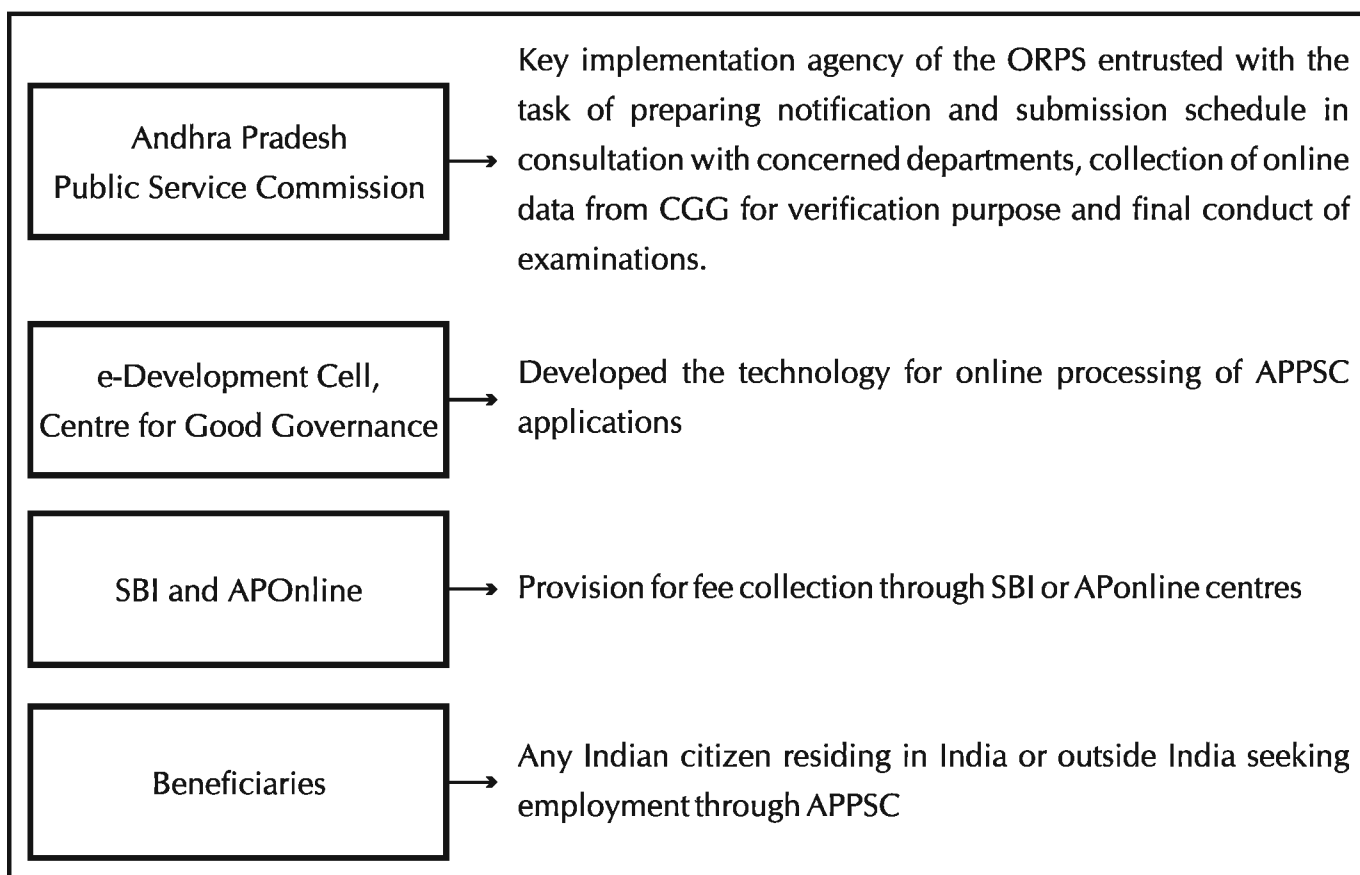 Andhra Pradesh
Public Service Commission
Key implementation agency of the ORPS entrusted with the
task of preparing notification and submission schedule in
consultation with concerned departments, collection of online
data from CGG for verification purpose and final conduct of
examinations.
e-Development Cell,
Centre for Good Governance
Developed the technology for online processing of APPSC
applications
SBI and APOnline
Provision for fee collection through SBI or APonline centres
Beneficiaries
Any Indian citizen residing in India or outside India seeking
employment through APPSC